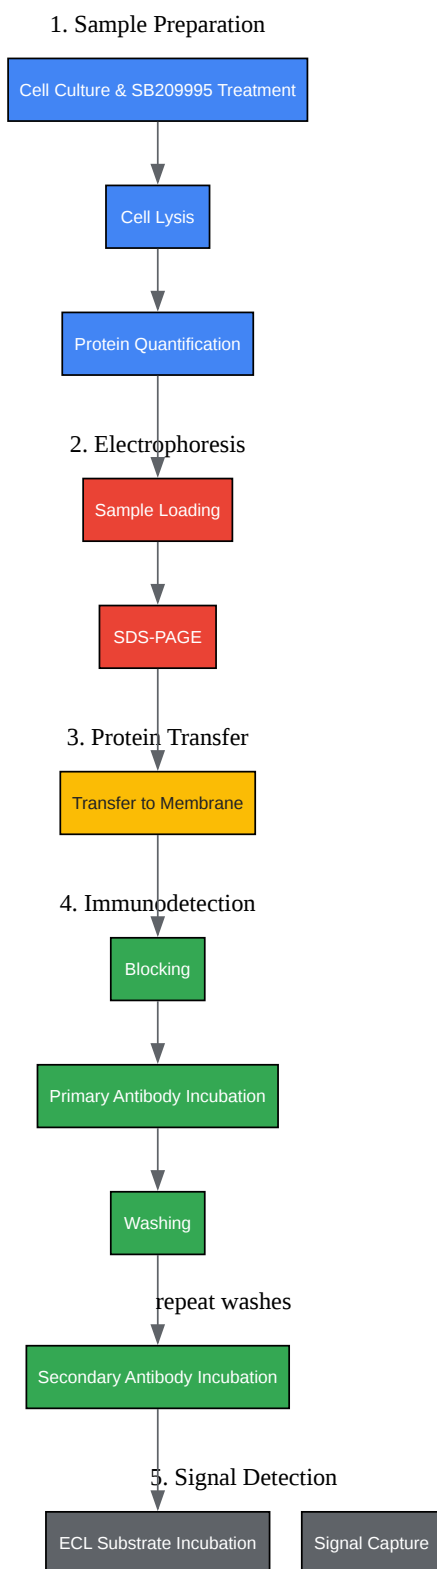 1. Sample Preparation
Cell Culture & SB209995 Treatment
Cell Lysis
Protein Quantification
2. Electrophoresis
Sample Loading
SDS-PAGE
3. Protein Transfer
Transfer to Membrane
4. Immunodetection
Blocking
Primary Antibody Incubation
Washing
repeat washes
Secondary Antibody Incubation
5. Signal Detection
ECL Substrate Incubation
Signal Capture